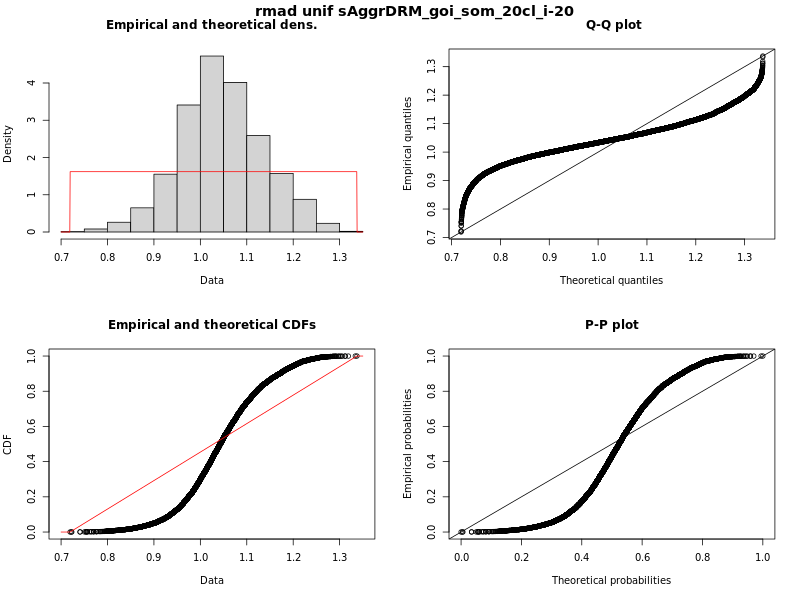 rmad unif sAggrDRM_goi_som_20cl_i-20
Empirical and theoretical dens.
Density
0 1 2 3 4
0.7 0.8 0.9 1.0 1.1 1.2 1.3
Data
Q-Q plot
Empirical quantiles
0.7 0.8 0.9 1.0 1.1 1.2 1.3
0.7 0.8 0.9 1.0 1.1 1.2 1.3
Theoretical quantiles
Empirical and theoretical CDFs
CDF
0.0 0.2 0.4 0.6 0.8 1.0
0.7 0.8 0.9 1.0 1.1 1.2 1.3
Data
P-P plot
Empirical probabilities
0.0 0.2 0.4 0.6 0.8 1.0
0.0 0.2 0.4 0.6 0.8 1.0
Theoretical probabilities